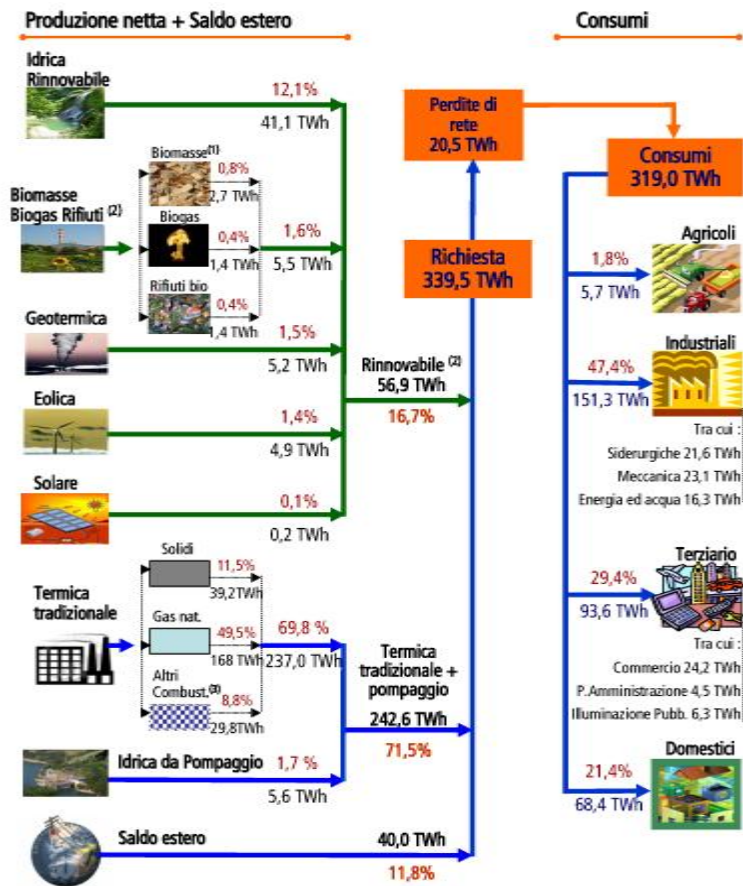 Produzione netta + Saldo estero
Idrica
Rinnovabile
12,1%
41,1 TWh
Biomasse
Biogas Rifiuti (2)
Biomasse(1)
0,8%
2,7 TWh
Biogas
0,4%
1,4 TWh
Rifiuti bio
0,4%
1,4 TWh
1,6%
5,5 TWh
Geotermica
1,5%
5,2 TWh
Eolica
1,4%
4,9 TWh
Solare
0,1%
0,2 TWh
Rinnovabile (2)
56,9 TWh
16,7%
Termica
tradizionale
Solidi
11,5%
39,2TWh
Gas nat.
49,5%
168 TWh
Altri
Combust.(3)
8,8%
29,8TWh
69,8 %
237,0 TWh
Termica
tradizionale +
pompaggio
242,6 TWh
71,5%
Idrica da Pompaggio
1,7 %
5,6 TWh
Saldo estero
40,0 TWh
11,8%
Perdite di
rete
20,5 TWh
Richiesta
339,5 TWh
Consumi
Consumi
319,0 TWh
Agricoli
1,8%
5,7 TWh
Industriali
47,4%
151,3 TWh
Tra cui :
Siderurgiche 21,6 TWh
Meccanica 23,1 TWh
Energia ed acqua 16,3 TWh
Terziario
29,4%
93,6 TWh
Tra cui :
Commercio 24,2 TWh
P.Amministrazione 4,5 TWh
Illuminazione Pubb. 6,3 TWh
Domestici
21,4%
68,4 TWh